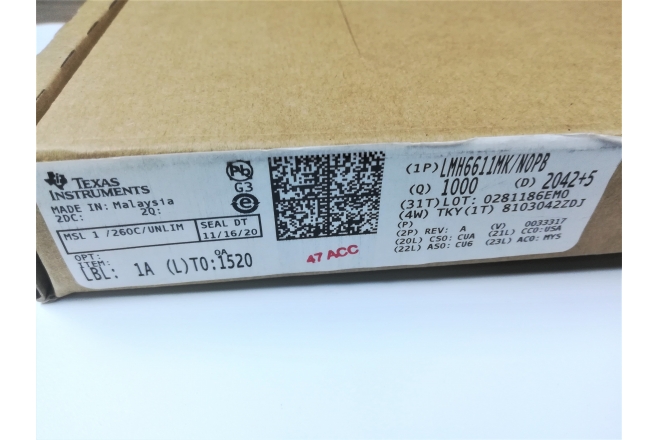 TEXAS
INSTRUMENTS
MADE IN: Malaysia
2DC: 2Q:
MSL 1 /260C/UNLIM
SEAL DT
11/16/20
OPT:
ITEM: 0A
LBL: 1A (L)TO:1520
Pb
G3
e
47 ACC
(1P) LMH6611MK/NOPB
(Q) 1000 (D) 2042+5
(31T) LOT: 0281186EM0
(4W) TKY(1T) 8103042ZDJ
(P)
(2P) REV: A (V) 0033317
(20L) CSO: CUA (21L) CCO:USA
(22L) ASO: CU6 (23L) ACO: MYS